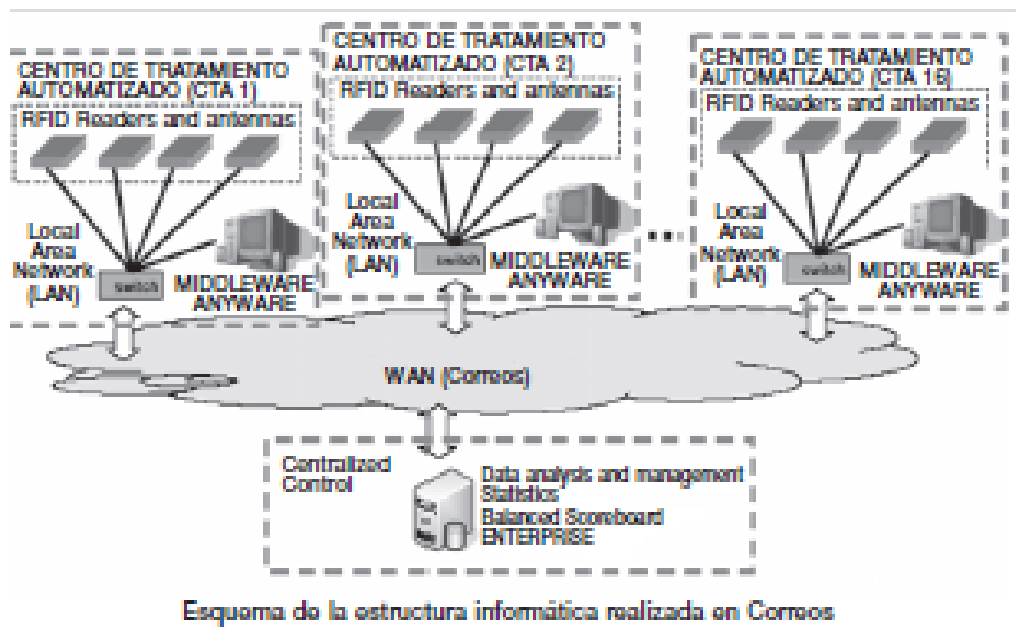 CENTRO DE TRATAMIENTO
AUTOMATIZADO (CTA 1)
RFID Readers and antennas
Local
Area
Network
(LAN)
switch
MIDDLEWARE
ANYWARE
CENTRO DE TRATAMIENTO
AUTOMATIZADO (CTA 2)
RFID Readers and antennas
Local
Area
Network
(LAN)
switch
MIDDLEWARE
ANYWARE
...
CENTRO DE TRATAMIENTO
AUTOMATIZADO (CTA 16)
RFID Readers and antennas
Local
Area
Network
(LAN)
switch
MIDDLEWARE
ANYWARE
WAN (Correos)
Centralized
Control
Data analysis and management
Statistics
Balanced Scoreboard
ENTERPRISE
Esquema de la estructura informática realizada en Correos